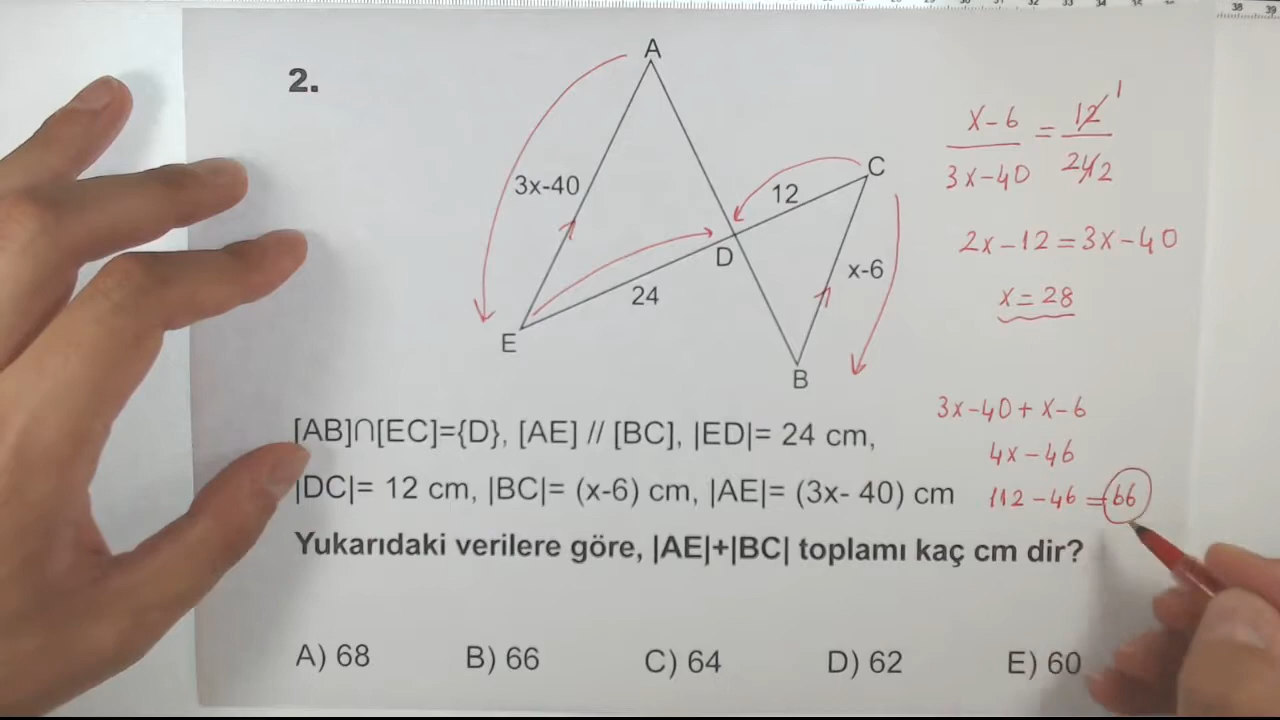 2.
A
3x-40
12
C
D
x-6
24
E
B
x-6 / 3x-40 = 12 1 / 24 2
2x-12=3x-40
x=28
3x-40+x-6
4x-46
112-46=66
[AB]∩[EC]={D}, [AE] // [BC], |ED|= 24 cm,
|DC|= 12 cm, |BC|= (x-6) cm, |AE|= (3x- 40) cm
Yukarıdaki verilere göre, |AE|+|BC| toplamı kaç cm dir?
A) 68 B) 66 C) 64 D) 62 E) 60